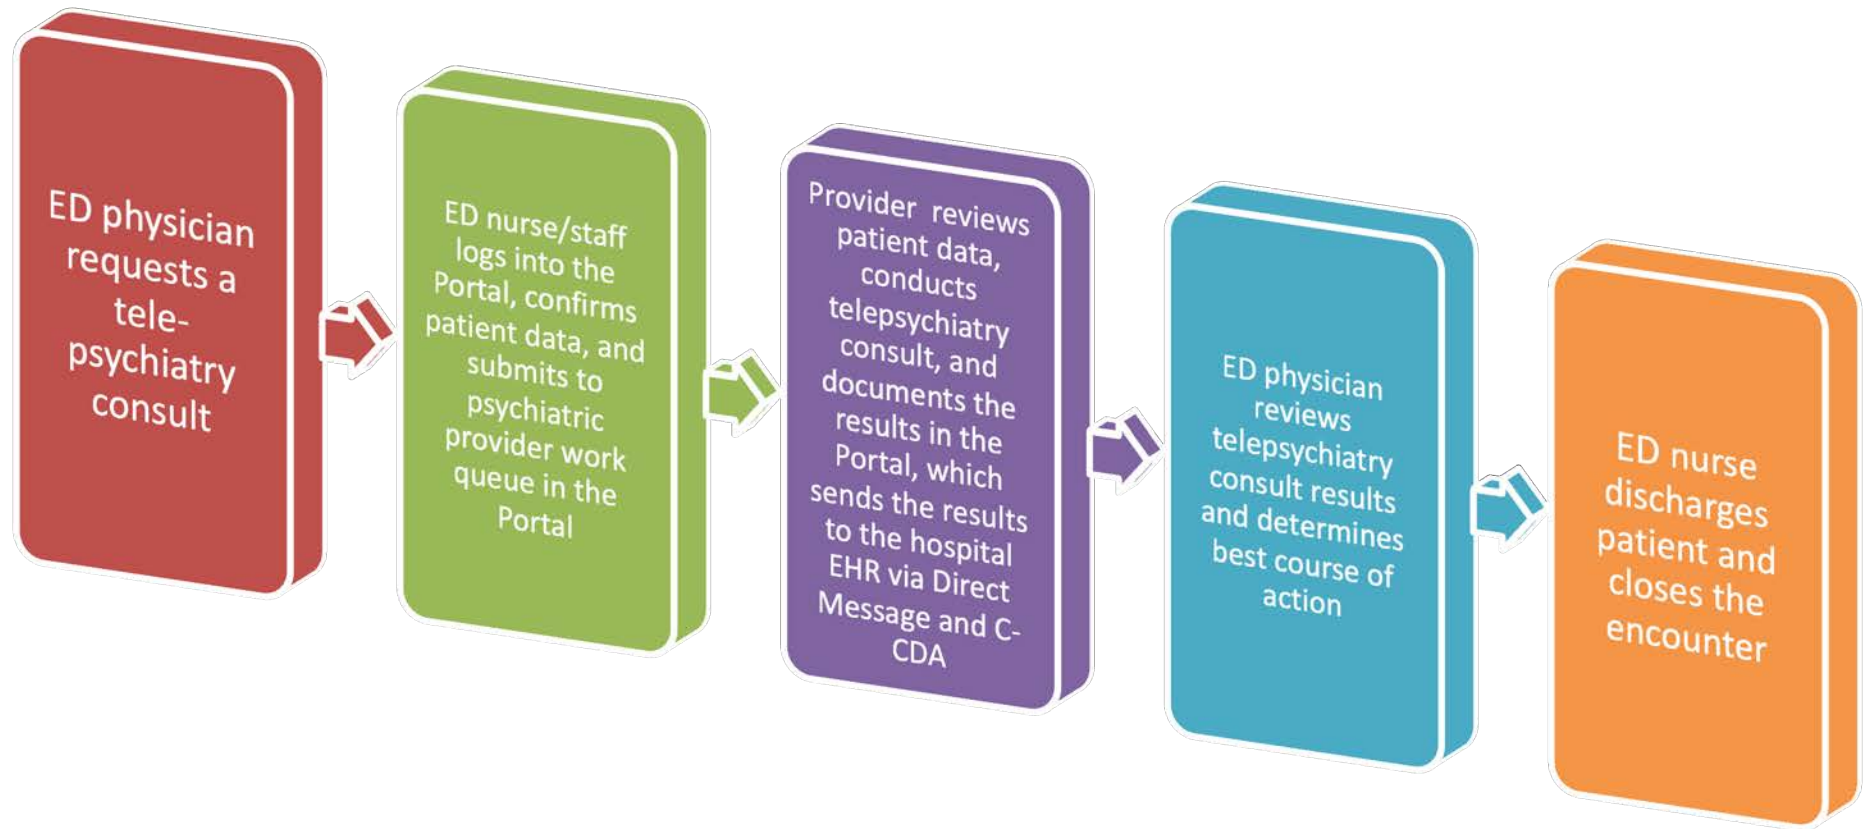 ED physician
requests a
tele-
psychiatry
consult
ED nurse/staff
logs into the
Portal, confirms
patient data, and
submits to
psychiatric
provider work
queue in the
Portal
Provider reviews
patient data,
conducts
telepsychiatry
consult, and
documents the
results in the
Portal, which
sends the results
to the hospital
EHR via Direct
Message and C-
CDA
ED physician
reviews
telepsychiatry
consult results
and determines
best course of
action
ED nurse
discharges
patient and
closes the
encounter